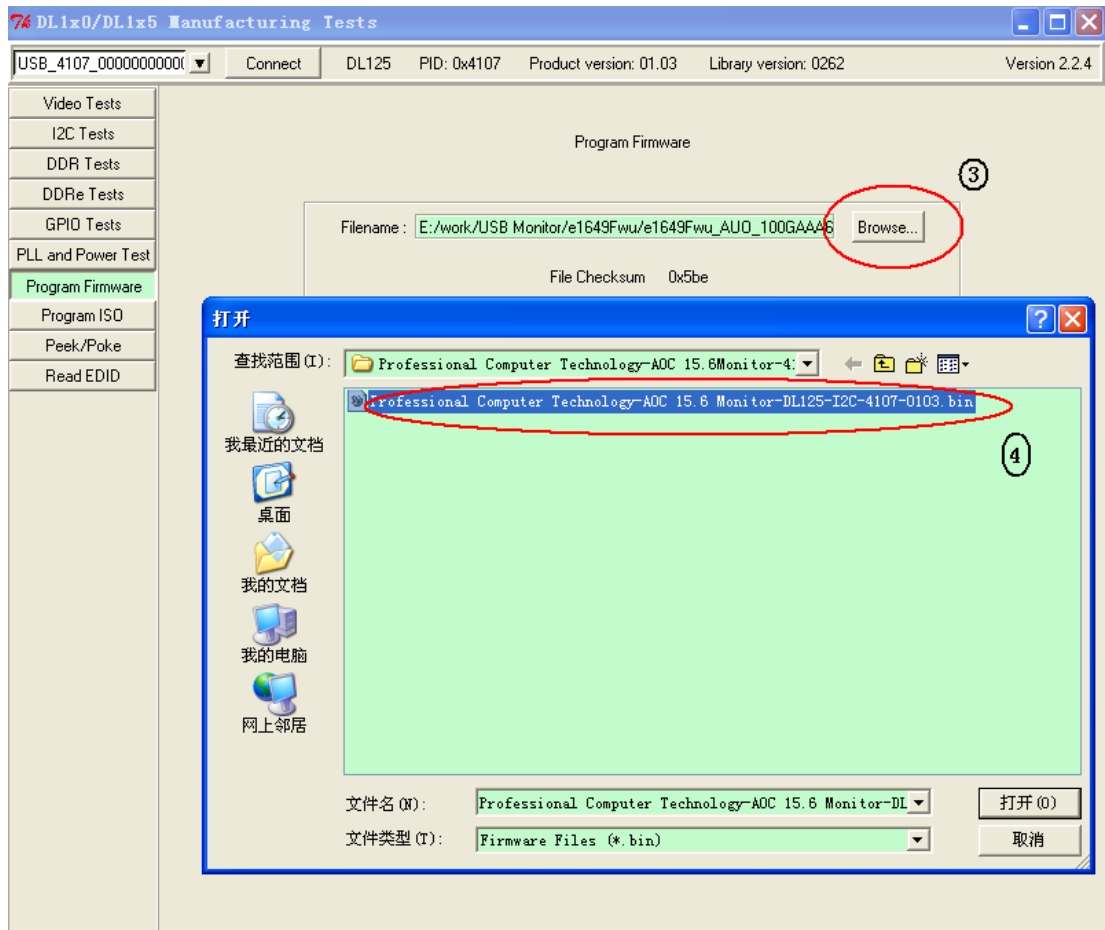 DL1x0/DL1x5 Manufacturing Tests
USB_4107_0000000000( Connect DL125 PID: 0x4107 Product version: 01.03 Library version: 0262 Version 2.2.4
Video Tests
I2C Tests
DDR Tests
DDRe Tests
GPIO Tests
PLL and Power Test
Program Firmware
Program ISO
Peek/Poke
Read EDID
Program Firmware
③
Filename : E:/work/USB Monitor/e1649Fwu/e1649Fwu_AUO_100GAAA6 Browse...
File Checksum 0x5be
打开
查找范围(I): Professional Computer Technology-AOC 15.6Monitor-4:
Professional Computer Technology-AOC 15.6 Monitor-DL125-I2C-4107-0103.bin
④
我最近的文档
桌面
我的文档
我的电脑
网上邻居
文件名(N): Professional Computer Technology-AOC 15.6 Monitor-DL 打开(O)
文件类型(T): Firmware Files (*.bin) 取消